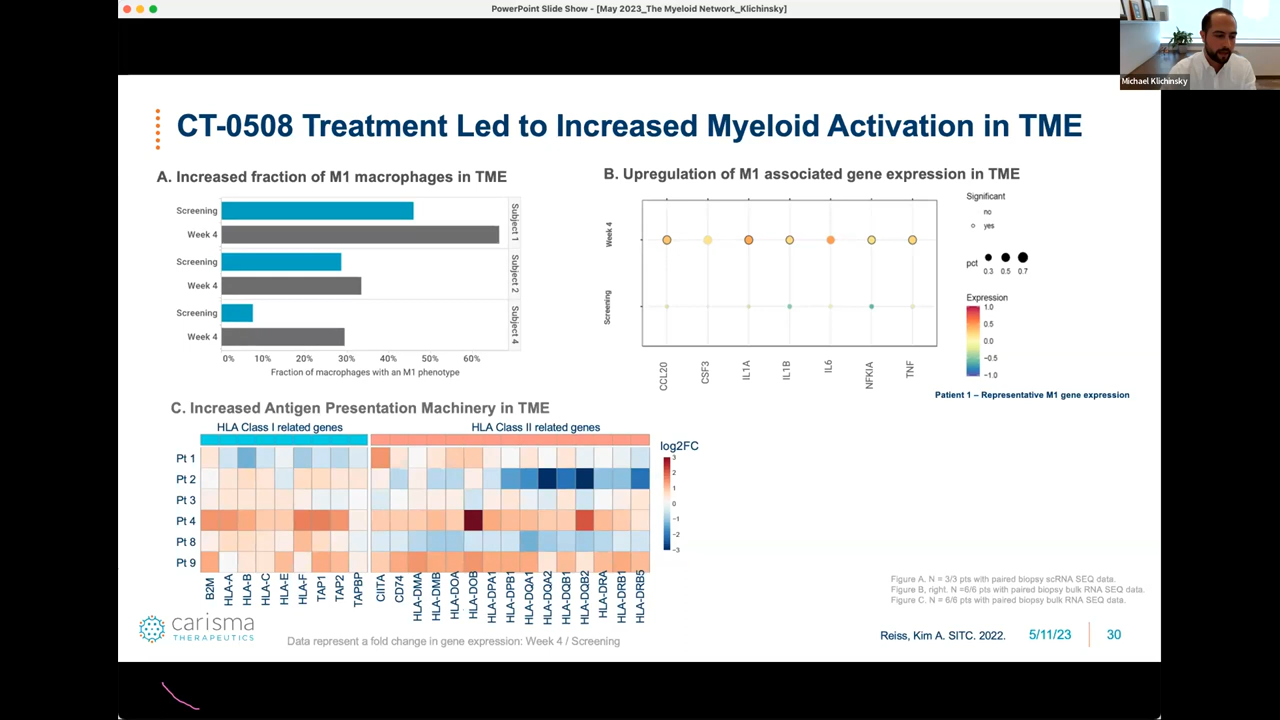 PowerPoint Slide Show - [May 2023_The Myeloid Network_Klichinsky]
Michael Klichinsky
CT-0508 Treatment Led to Increased Myeloid Activation in TME
A. Increased fraction of M1 macrophages in TME
Screening
Week 4
Subject 1
Screening
Week 4
Subject 2
Screening
Week 4
Subject 4
0% 10% 20% 30% 40% 50% 60%
Fraction of macrophages with an M1 phenotype
B. Upregulation of M1 associated gene expression in TME
Week 4
Screening
CCL20 CSF3 IL1A IL1B IL6 NFKIA TNF
Significant
no
yes
pct
0.3 0.5 0.7
Expression
1.0
0.5
0.0
−0.5
−1.0
Patient 1 – Representative M1 gene expression
C. Increased Antigen Presentation Machinery in TME
HLA Class I related genes HLA Class II related genes
Pt 1
Pt 2
Pt 3
Pt 4
Pt 8
Pt 9
B2M HLA-A HLA-B HLA-C HLA-E HLA-F TAP1 TAP2 TAPBP CIITA CD74 HLA-DMA HLA-DMB HLA-DOA HLA-DOB HLA-DPA1 HLA-DPB1 HLA-DQA1 HLA-DQA2 HLA-DQB1 HLA-DQB2 HLA-DRA HLA-DRB1 HLA-DRB5
log2FC
3
2
1
0
−1
−2
−3
Figure A. N = 3/3 pts with paired biopsy scRNA SEQ data.
Figure B, right. N =6/6 pts with paired biopsy bulk RNA SEQ data.
Figure C. N = 6/6 pts with paired biopsy bulk RNA SEQ data.
carisma
THERAPEUTICS
Data represent a fold change in gene expression: Week 4 / Screening
Reiss, Kim A. SITC. 2022.
5/11/23
30